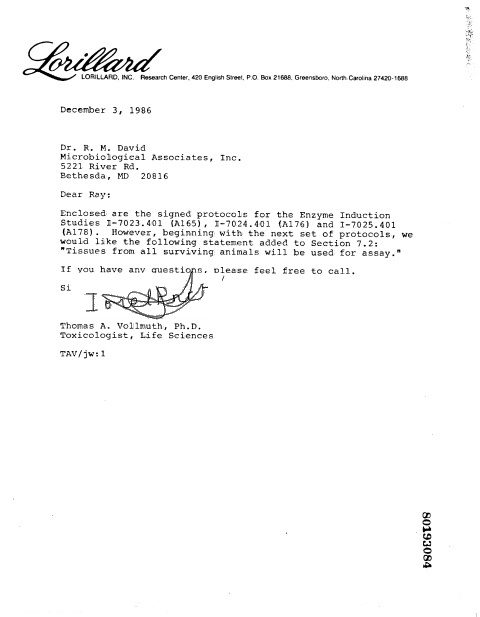 Lorillard
LORILLARD, INC. Research Center, 420 English Street, P.O. Box 21688, Greensboro, North Carolina 27420-1688
December 3, 1986
Dr. R. M. David
Microbiological Associates, Inc.
5221 River Rd.
Bethesda, MD 20816
Dear Ray:
Enclosed are the signed protocols for the Enzyme Induction
Studies I-7023.401 (A165), I-7024.401 (A176) and I-7025.401
(A178). However, beginning with the next set of protocols, we
would like the following statement added to Section 7.2:
"Tissues from all surviving animals will be used for assay."
If you have any questions, please feel free to call.
Si
Thomas A. Vollmuth, Ph.D.
Toxicologist, Life Sciences
TAV/jw:1
80193084